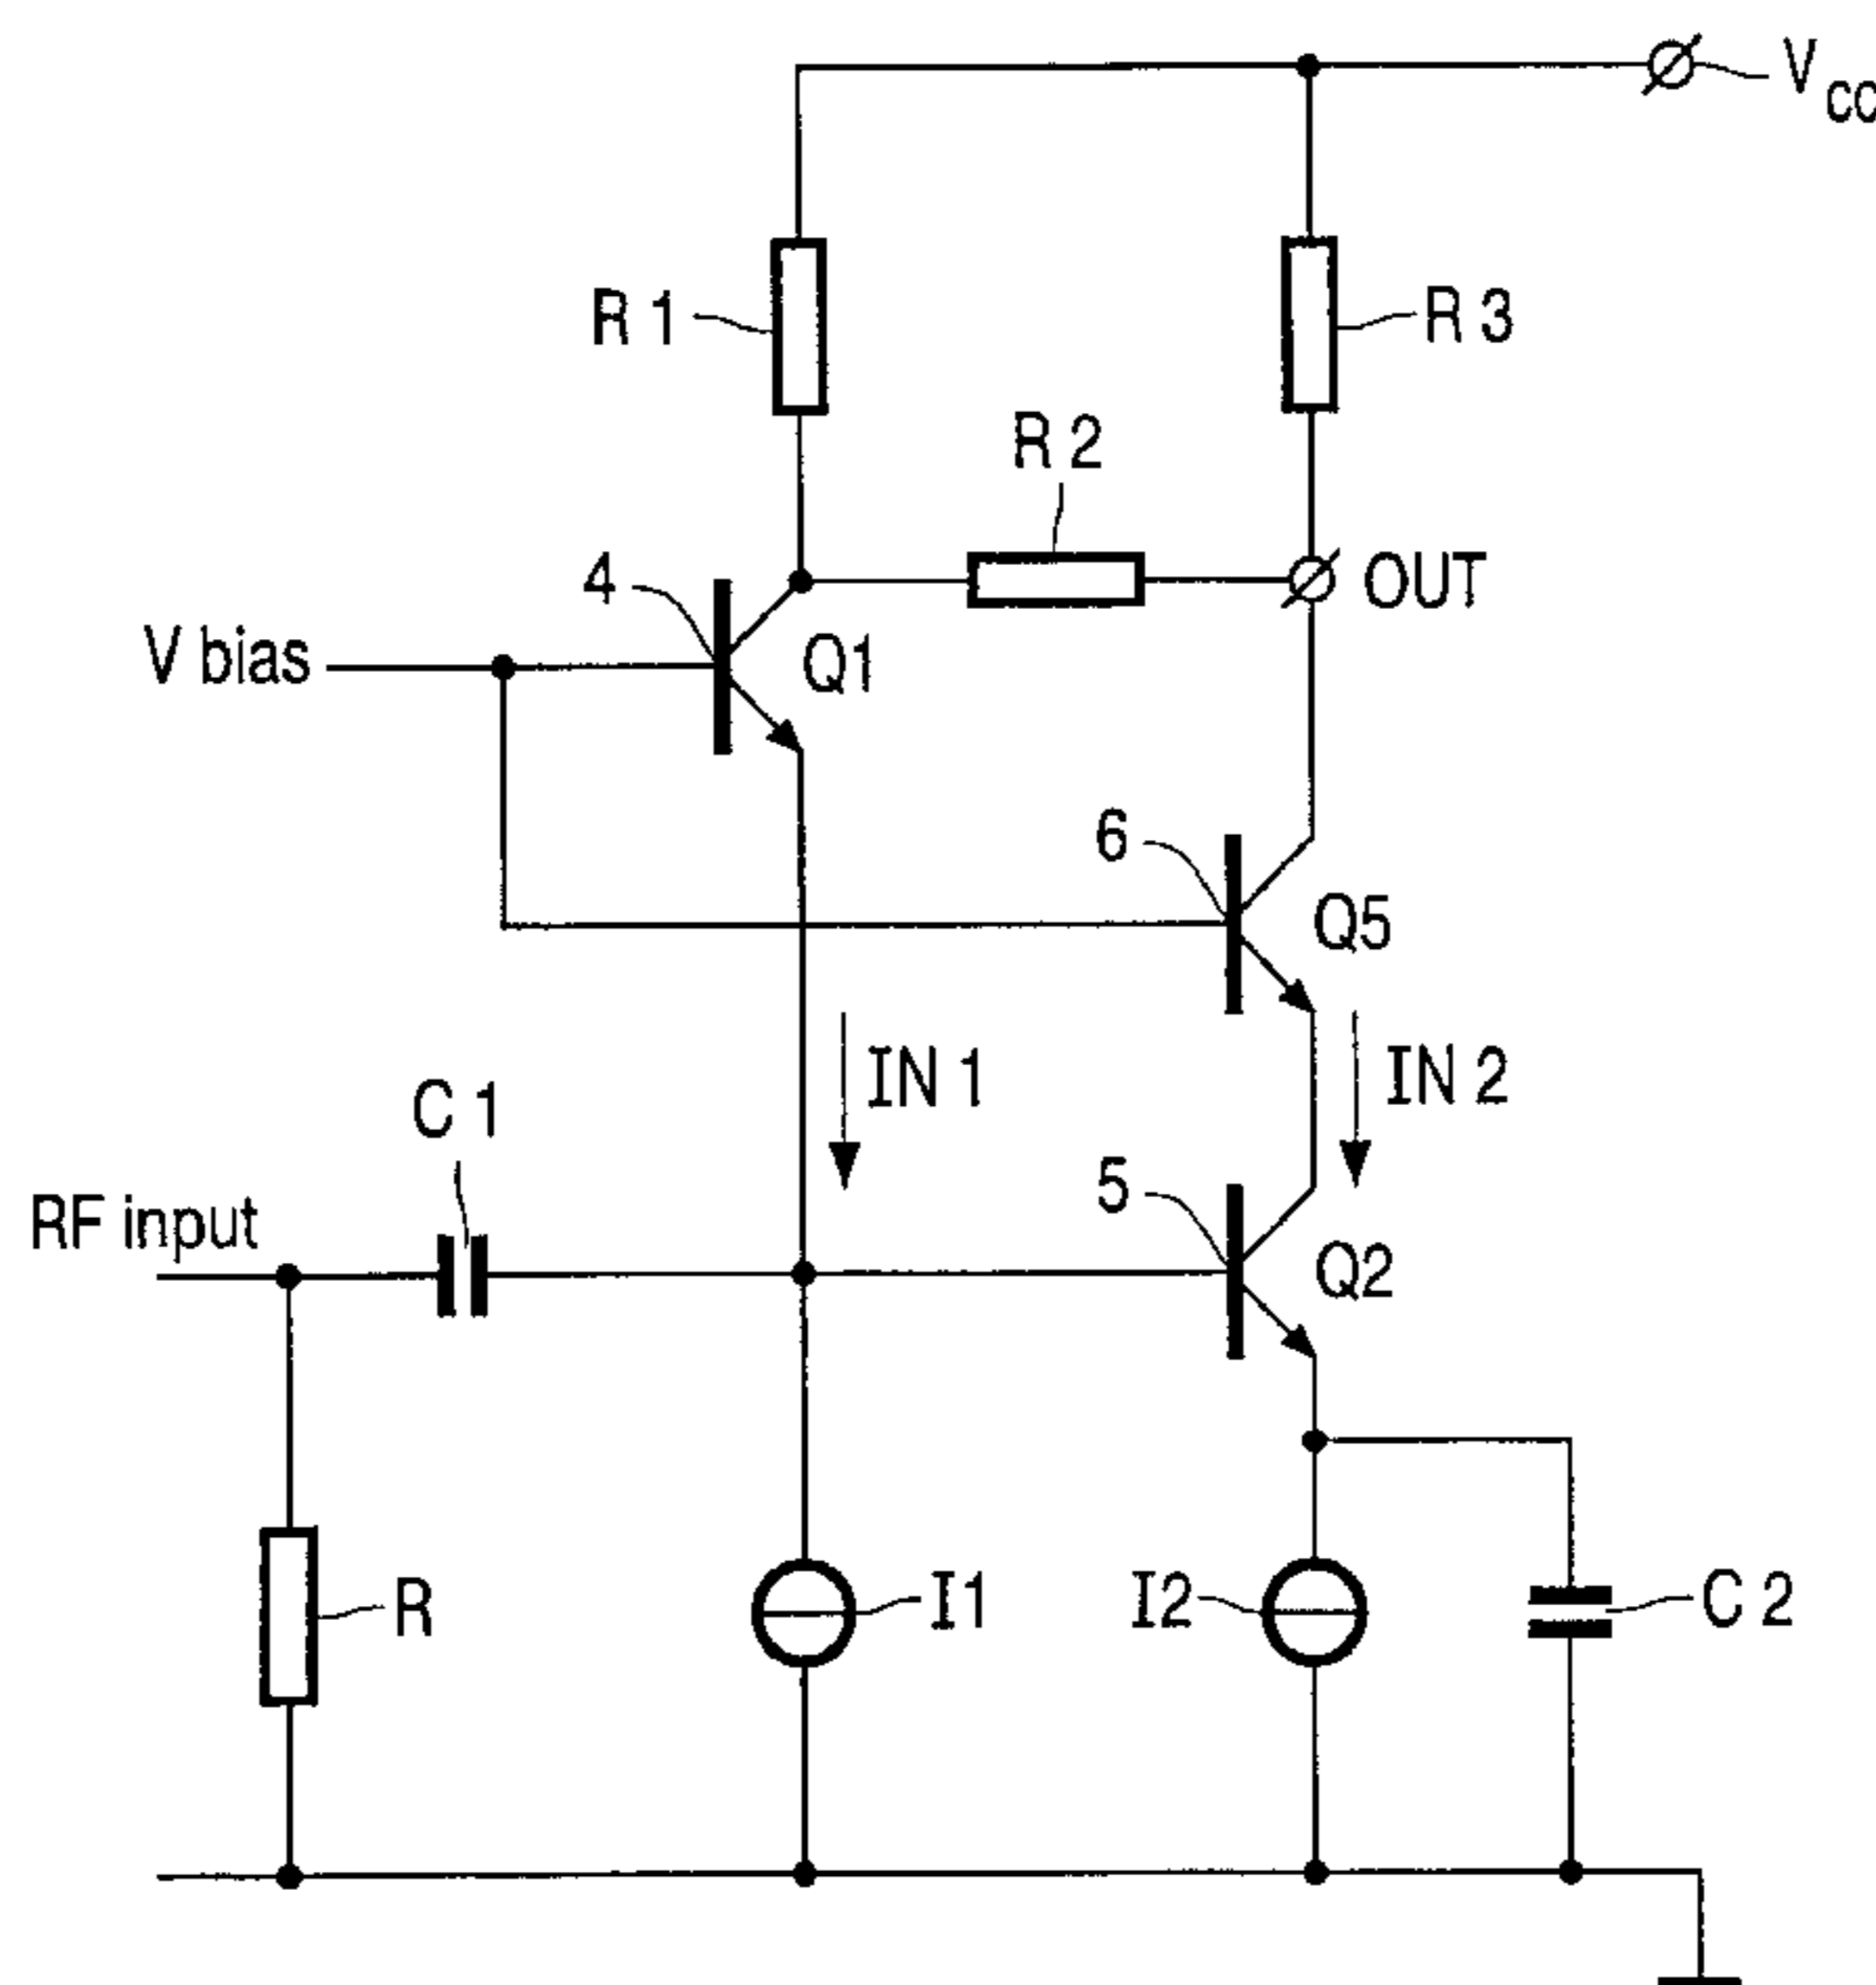 V CC
R 1
R 3
R 2
4
OUT
V bias
Q1
6
Q5
IN 1
IN 2
C 1
5
RF input
Q2
R
I1
I2
C 2